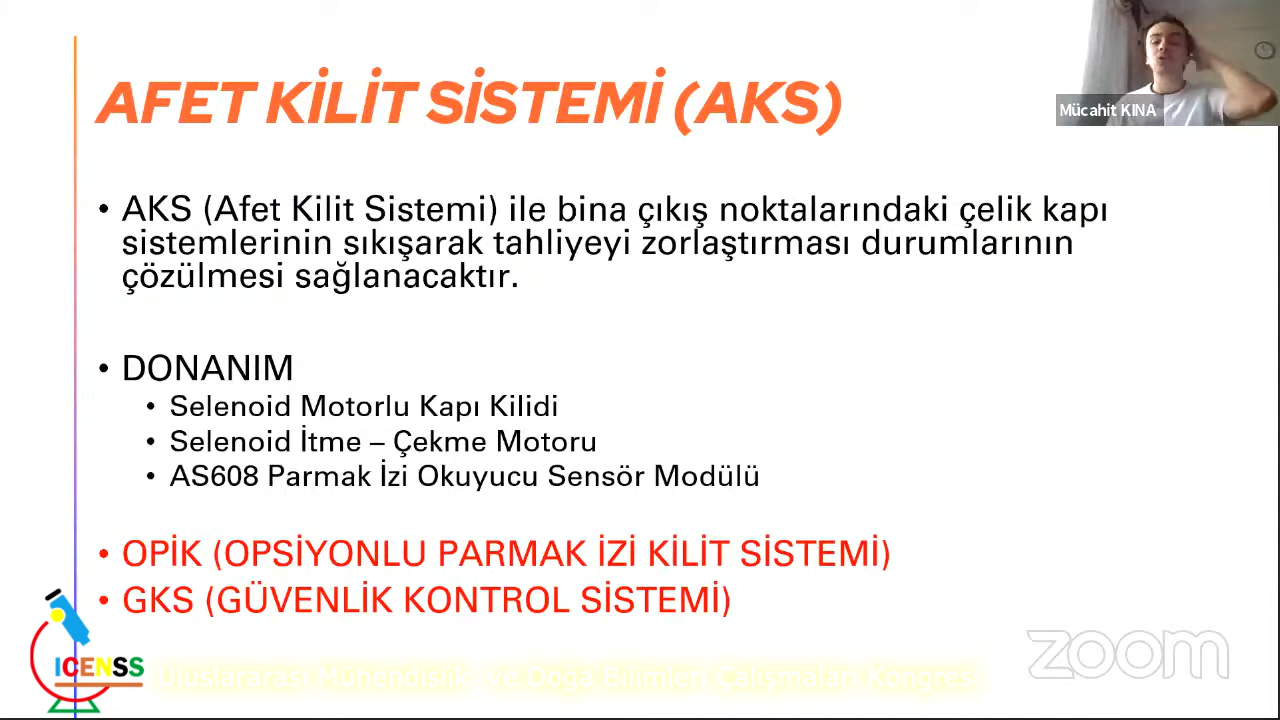 AFET KİLİT SİSTEMİ (AKS)
Mücahit KINA
• AKS (Afet Kilit Sistemi) ile bina çıkış noktalarındaki çelik kapı
sistemlerinin sıkışarak tahliyeyi zorlaştırması durumlarının
çözülmesi sağlanacaktır.
• DONANIM
• Selenoid Motorlu Kapı Kilidi
• Selenoid İtme – Çekme Motoru
• AS608 Parmak İzi Okuyucu Sensör Modülü
• OPİK (OPSİYONLU PARMAK İZİ KİLİT SİSTEMİ)
• GKS (GÜVENLİK KONTROL SİSTEMİ)
ICENSS
Uluslararası Mühendislik ve Doğa Bilimleri Çalışmaları Kongresi
zoom